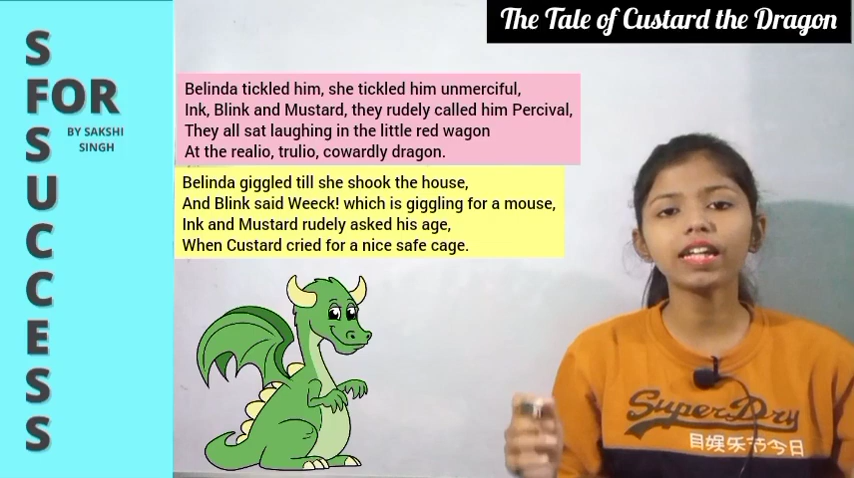 The Tale of Custard the Dragon
S
FOR
BY SAKSHI
SINGH
S
U
C
C
E
S
S
Belinda tickled him, she tickled him unmerciful,
Ink, Blink and Mustard, they rudely called him Percival,
They all sat laughing in the little red wagon
At the realio, trulio, cowardly dragon.
Belinda giggled till she shook the house,
And Blink said Weeck! which is giggling for a mouse,
Ink and Mustard rudely asked his age,
When Custard cried for a nice safe cage.
SuperDry